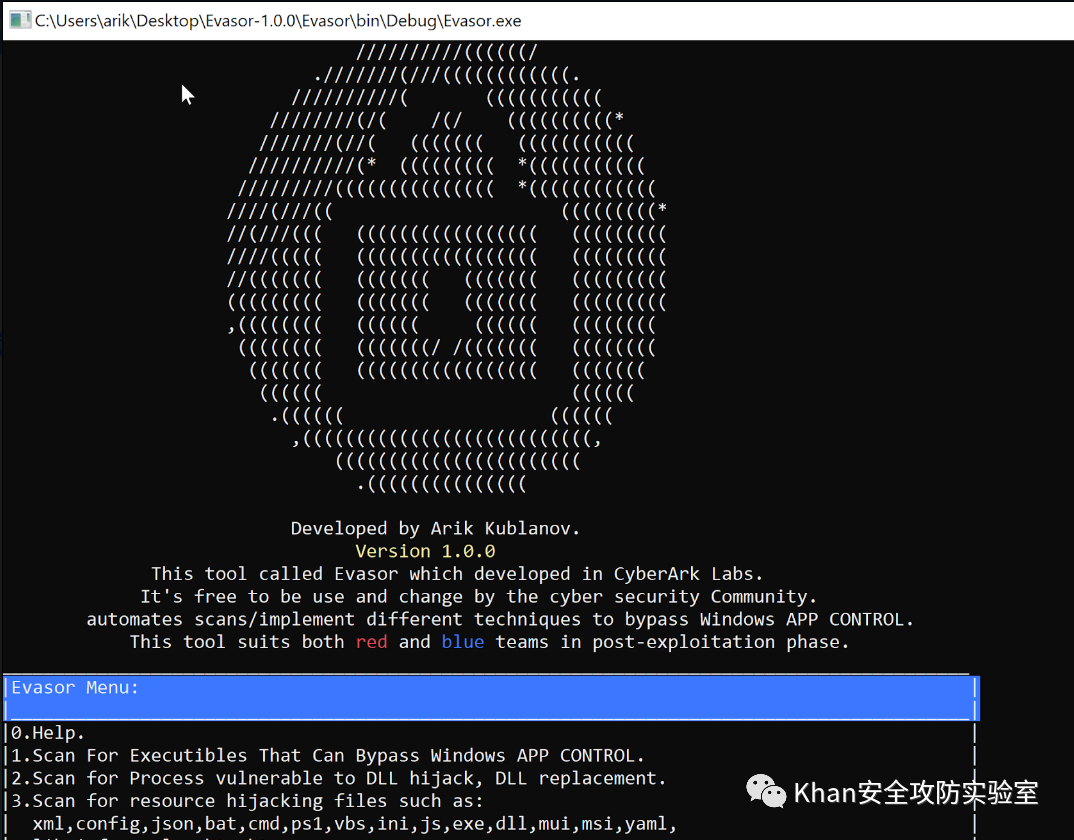 C:\Users\arik\Desktop\Evasor-1.0.0\Evasor\bin\Debug\Evasor.exe
Developed by Arik Kublanov.
Version 1.0.0
This tool called Evasor which developed in CyberArk Labs.
It's free to be use and change by the cyber security Community.
automates scans/implement different techniques to bypass Windows APP CONTROL.
This tool suits both red and blue teams in post-exploitation phase.
|Evasor Menu:
|0.Help.
|1.Scan For Executibles That Can Bypass Windows APP CONTROL.
|2.Scan for Process vulnerable to DLL hijack, DLL replacement.
|3.Scan for resource hijacking files such as:
| xml,config,json,bat,cmd,ps1,vbs,ini,js,exe,dll,mui,msi,yaml,
Khan安全攻防实验室